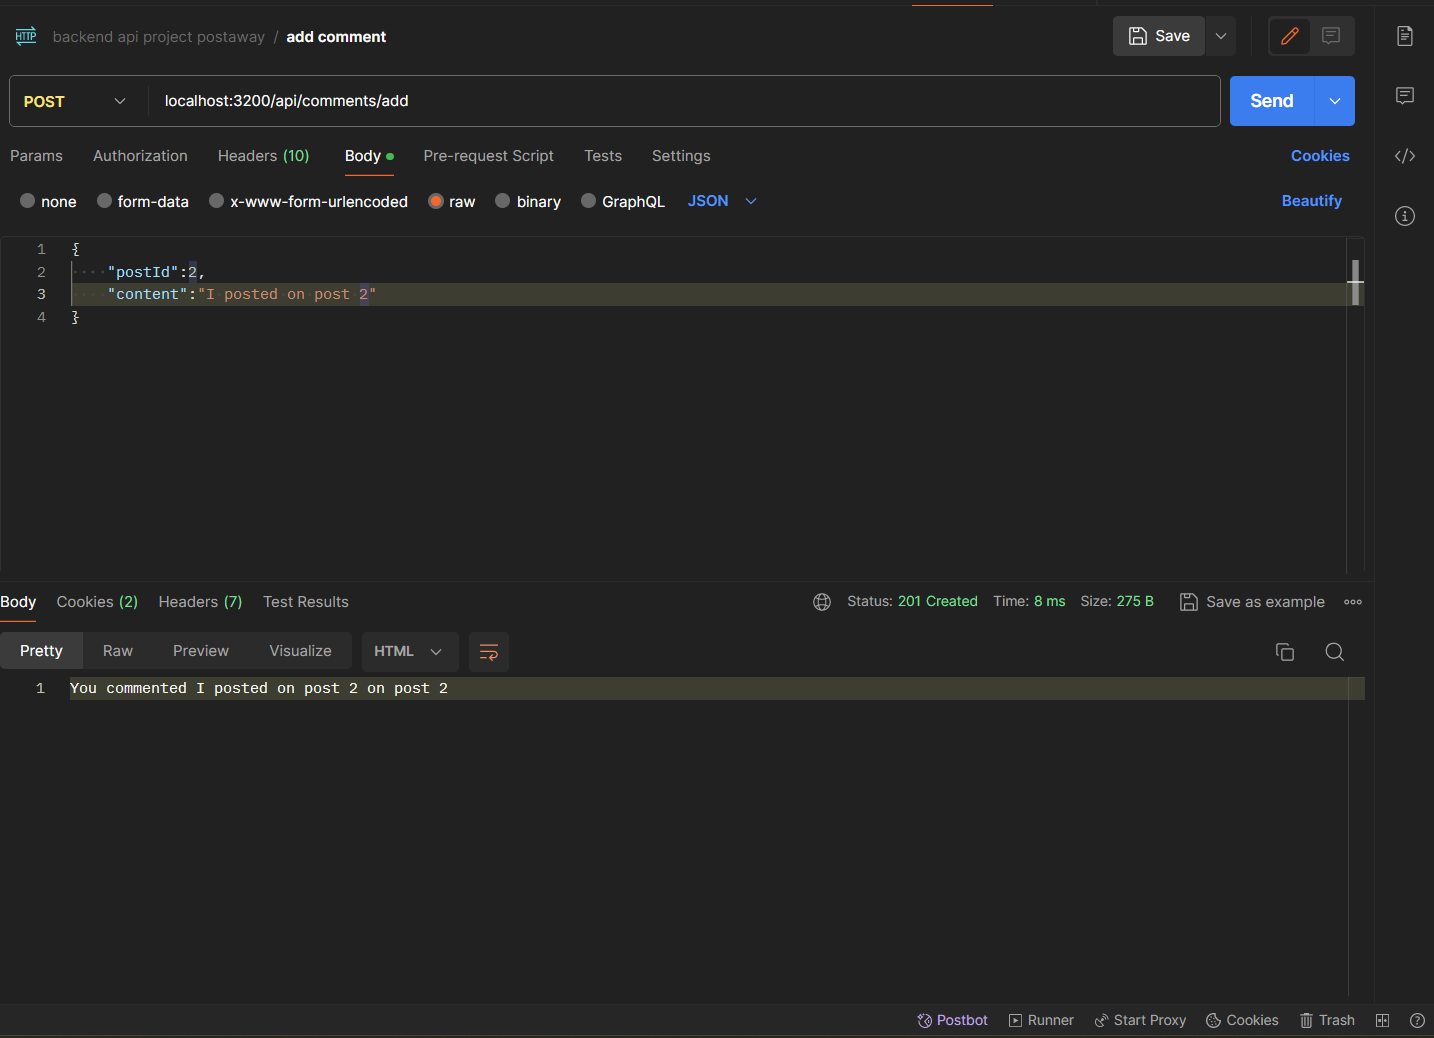 HTTP backend api project postaway / add comment Save
POST localhost:3200/api/comments/add Send
Params Authorization Headers (10) Body Pre-request Script Tests Settings Cookies
none form-data x-www-form-urlencoded raw binary GraphQL JSON Beautify
1 {
2 "postId":2,
3 "content":"I posted on post 2"
4 }
Body Cookies (2) Headers (7) Test Results Status: 201 Created Time: 8 ms Size: 275 B Save as example
Pretty Raw Preview Visualize HTML
1 You commented I posted on post 2 on post 2
Postbot Runner Start Proxy Cookies Trash